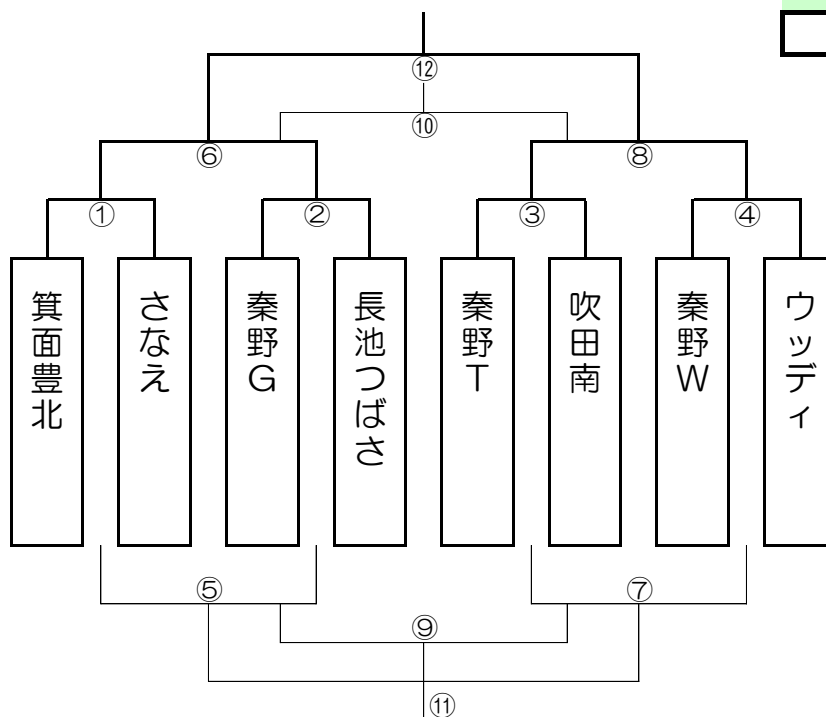 ⑫
⑩
⑥
⑧
①
②
③
④
箕面豊北
さなえ
秦野G
長池つばさ
秦野T
吹田南
秦野W
ウッディ
⑤
⑦
⑨
⑪